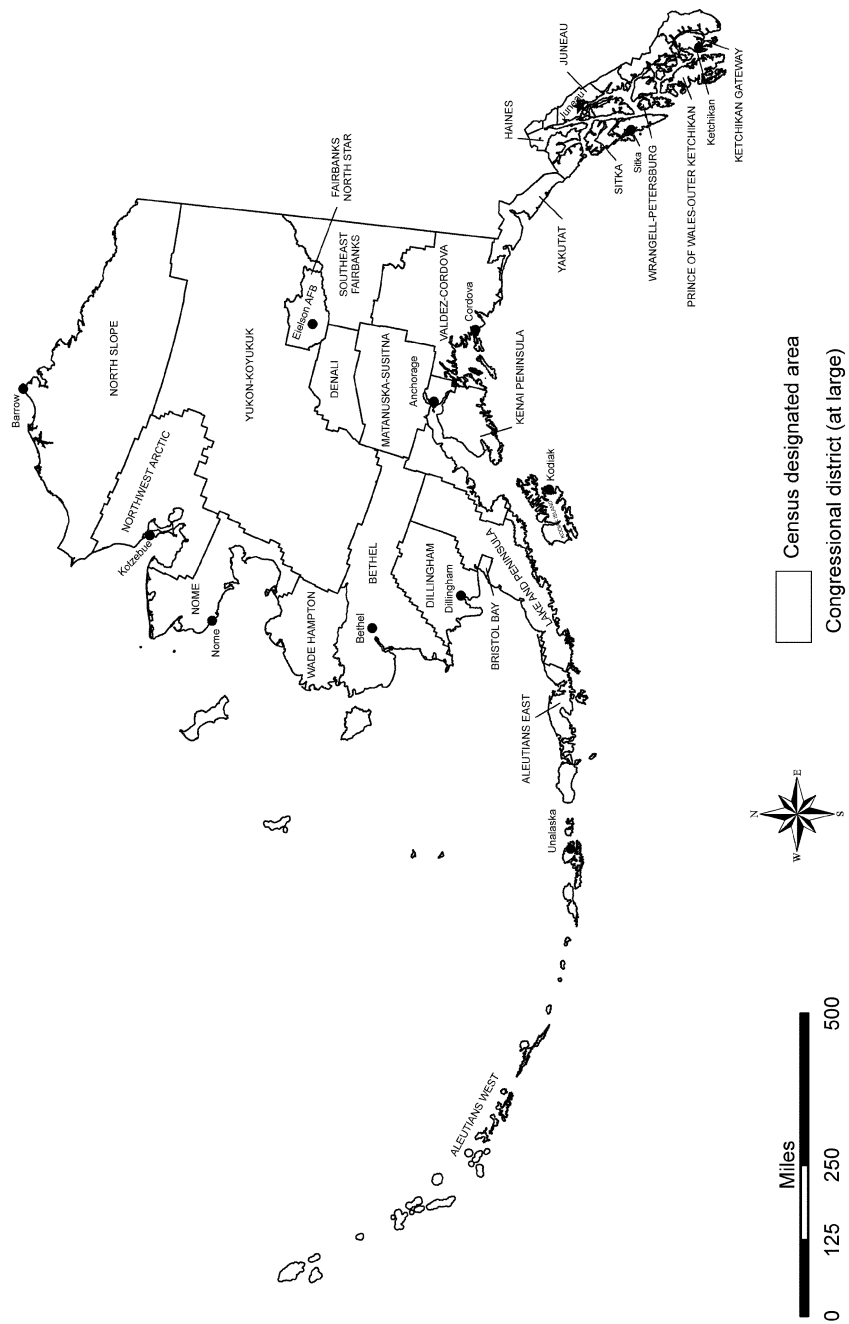 Barrow
NORTH SLOPE
NORTHWEST ARCTIC
Kotzebue
NOME
Nome
YUKON-KOYUKUK
FAIRBANKS
NORTH STAR
Eielson AFB
SOUTHEAST
FAIRBANKS
DENALI
WADE HAMPTON
BETHEL
Bethel
MATANUSKA-SUSITNA
Anchorage
VALDEZ-CORDOVA
Cordova
DILLINGHAM
Dillingham
BRISTOL BAY
LAKE AND PENINSULA
KENAI PENINSULA
Kodiak
HAINES
JUNEAU
Juneau
YAKUTAT
SITKA
Sitka
WRANGELL-PETERSBURG
PRINCE OF WALES-OUTER KETCHIKAN
Ketchikan
KETCHIKAN GATEWAY
ALEUTIANS EAST
Unalaska
ALEUTIANS WEST
N
W
E
S
Miles
0 125 250 500
Census designated area
Congressional district (at large)